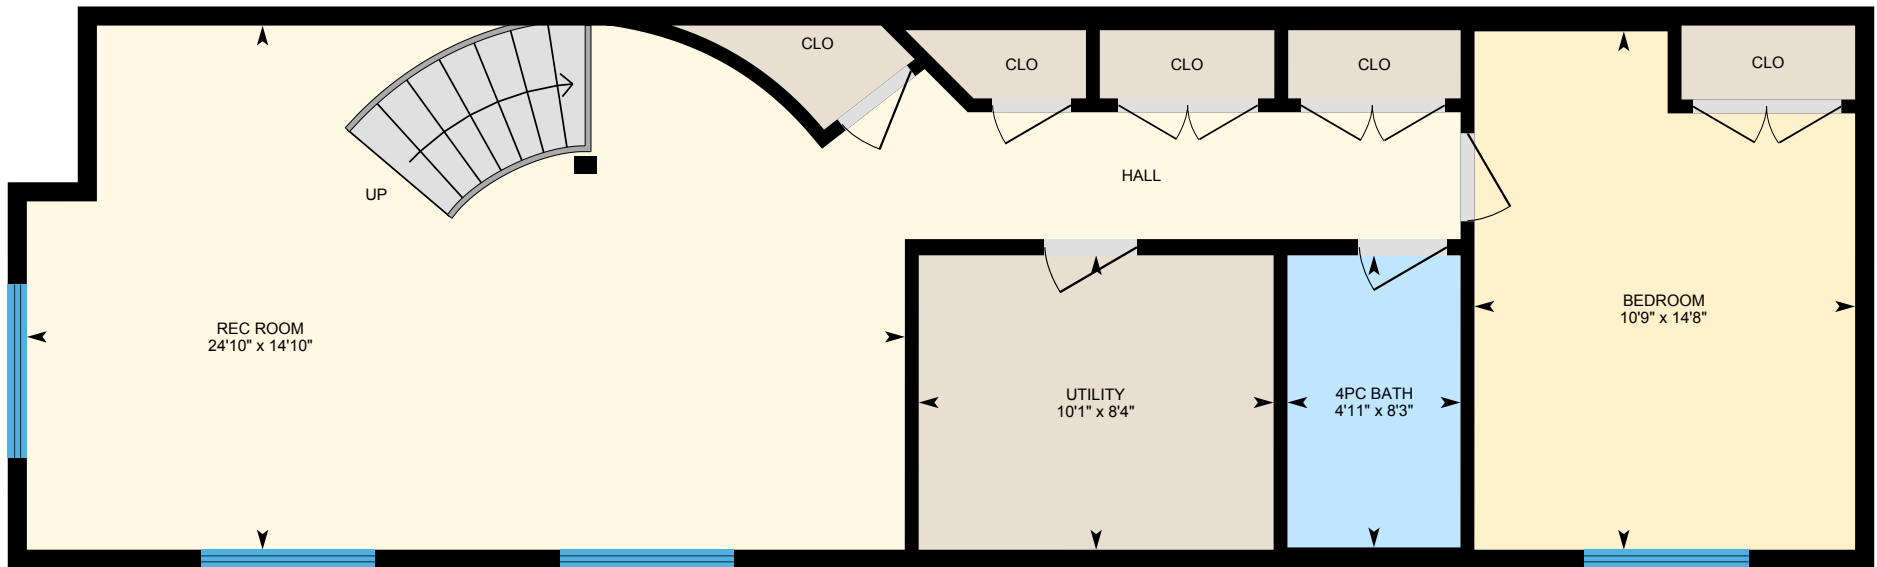 CLO
CLO
CLO
CLO
CLO
HALL
UP
REC ROOM
24'10" x 14'10"
BEDROOM
10'9" x 14'8"
UTILITY
10'1" x 8'4"
4PC BATH
4'11" x 8'3"